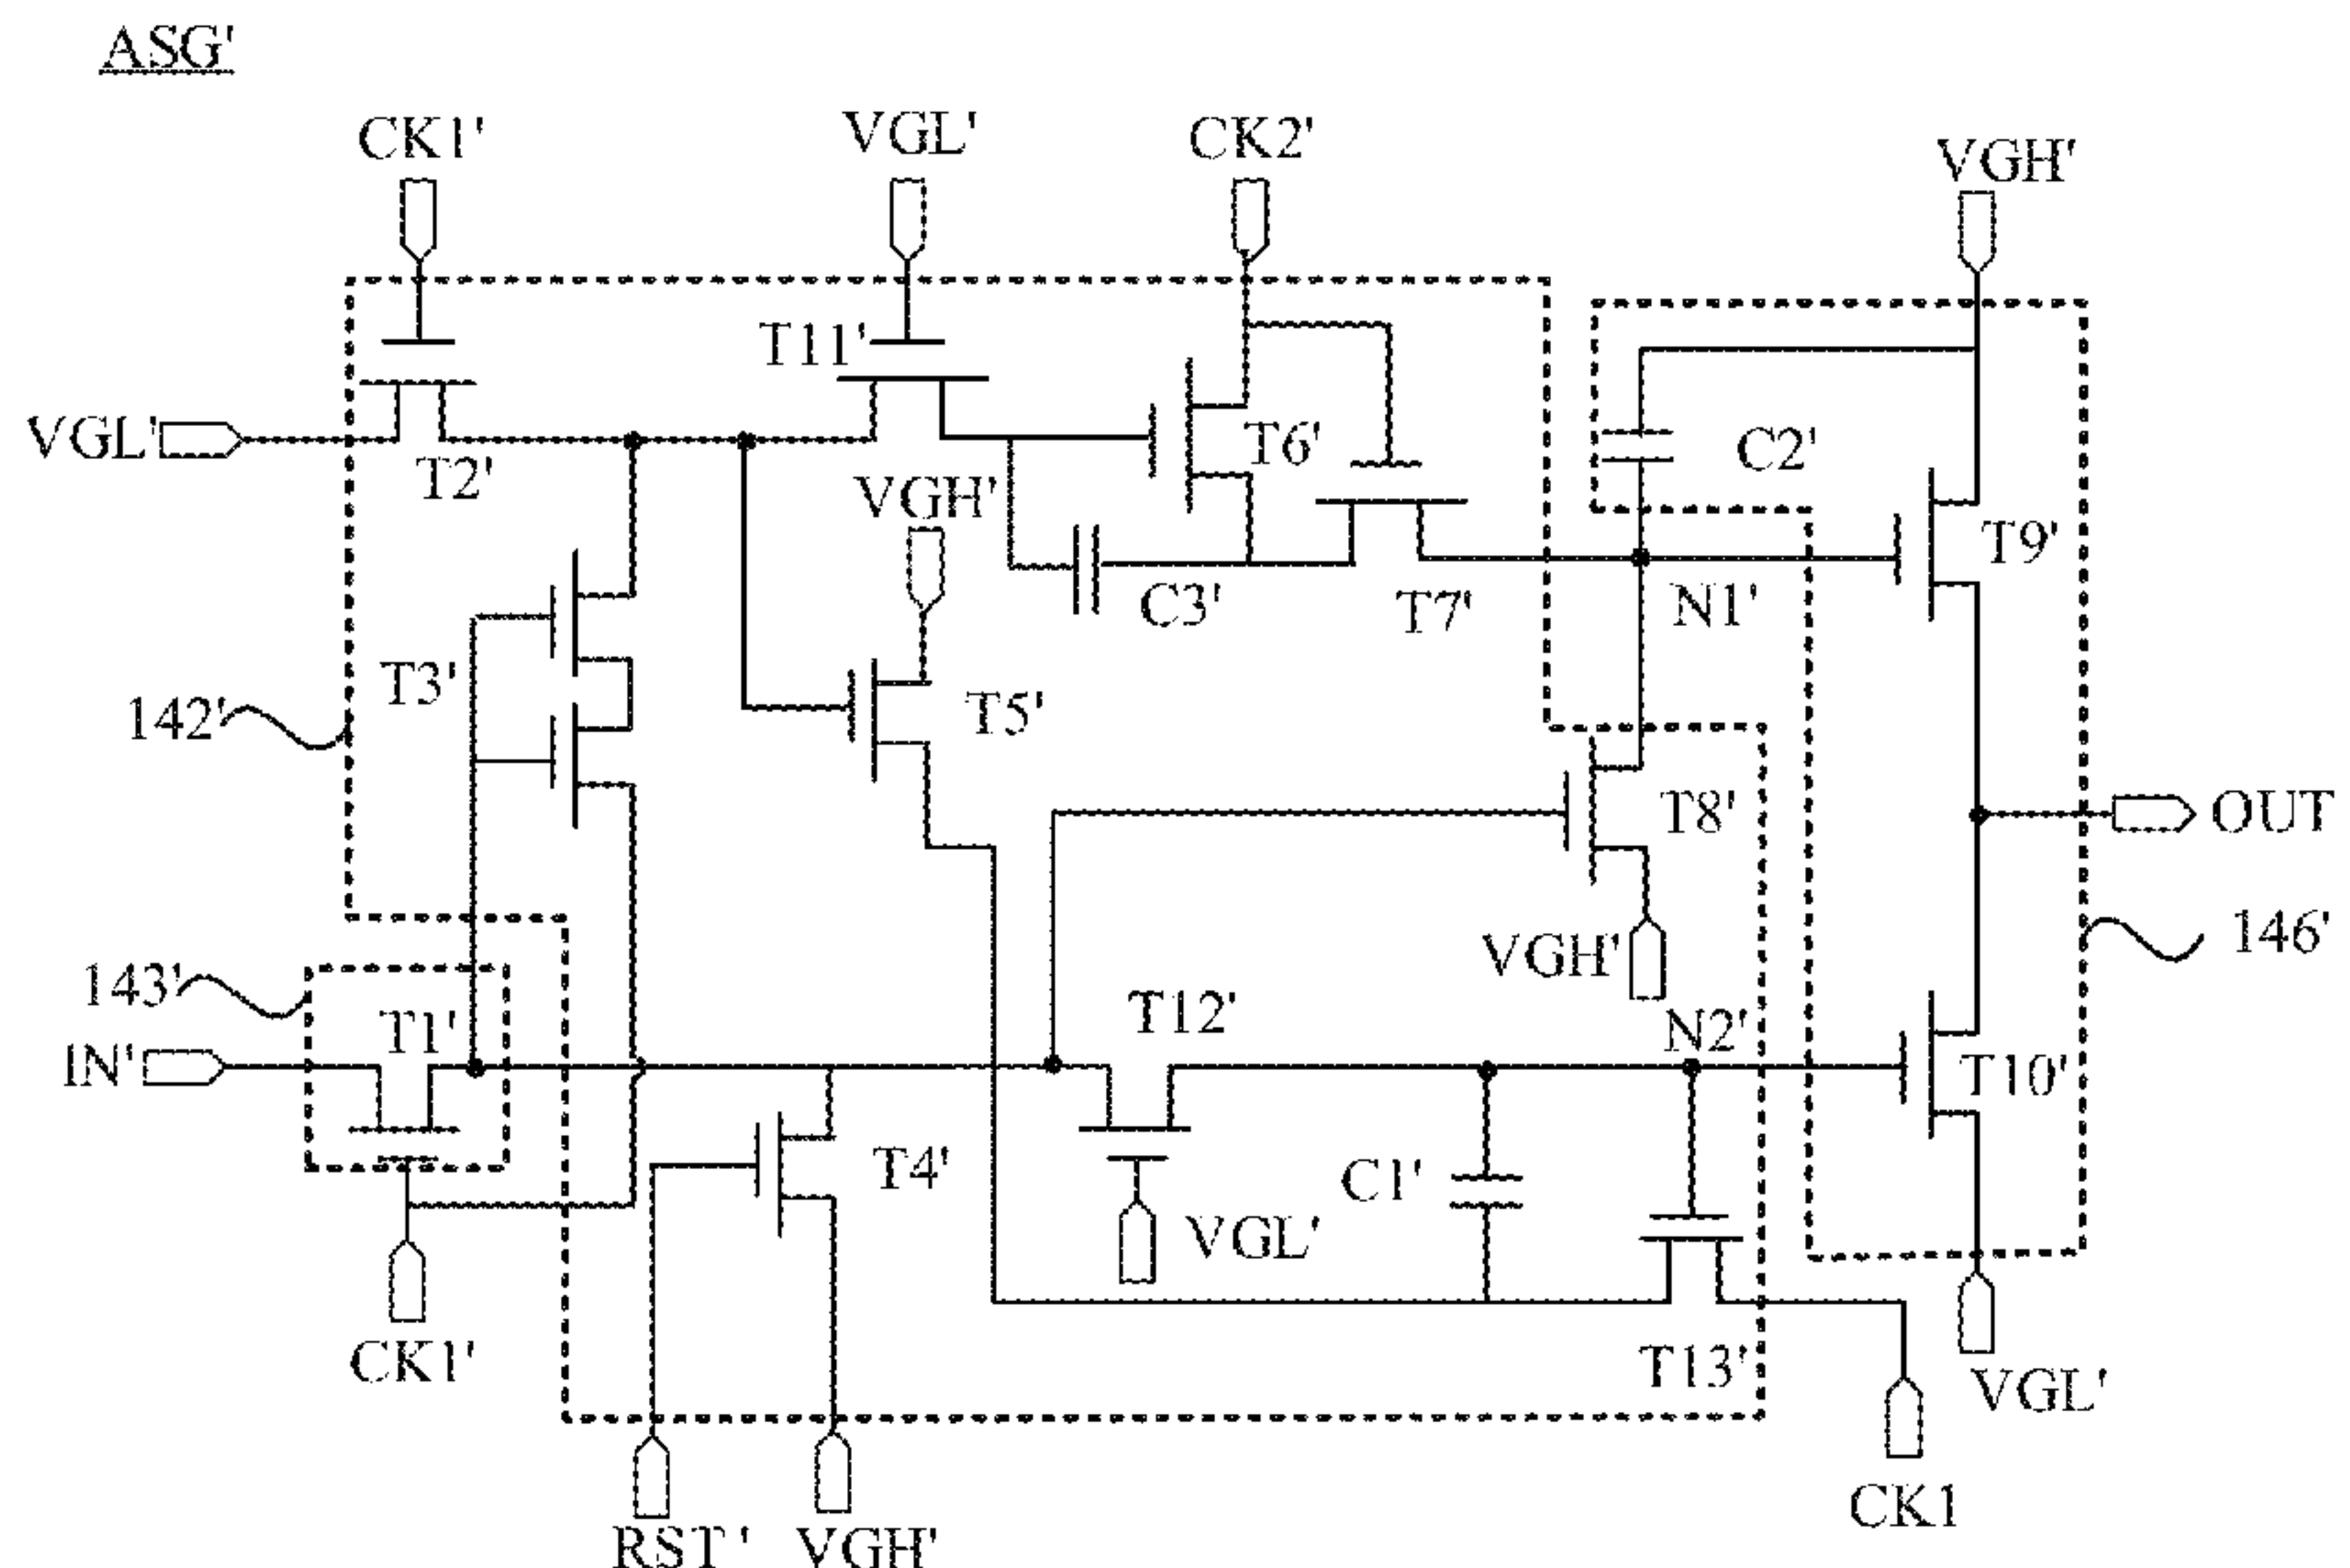 ASG'
CK1'
VGL'
CK2'
VGH'
T11'
VGL'
T2'
T6'
C2'
VGH'
T9'
C3'
T7'
N1'
T3'
142'
T5'
T8'
OUT
VGH'
146'
143'
T1'
T12'
N2'
IN'
T10'
T4'
C1'
VGL'
CK1'
T13'
VGL'
CK1
RST'
VGH'